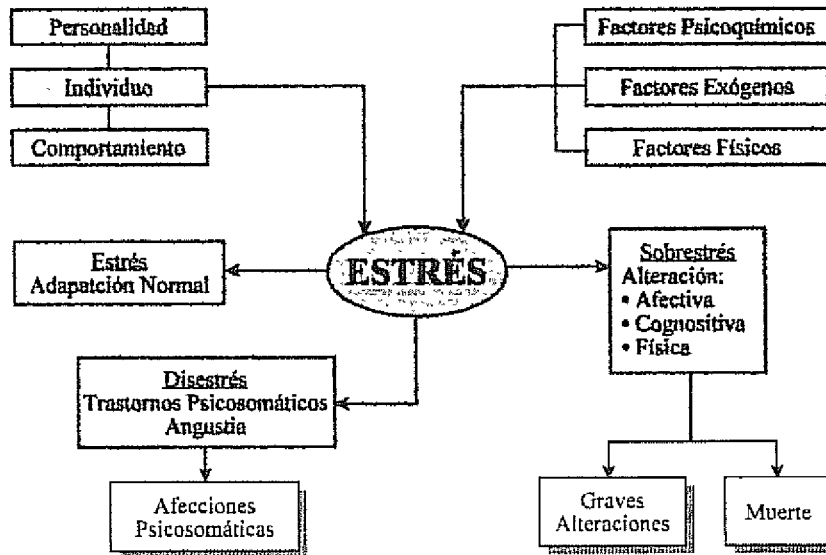 Personalidad
Individuo
Comportamiento
Factores Psicoquímicos
Factores Exógenos
Factores Físicos
ESTRÉS
Estrés
Adapatción Normal
Sobrestrés
Alteración:
• Afectiva
• Cognositiva
• Física
Disestrés
Trastornos Psicosomáticos
Angustia
Afecciones
Psicosomáticas
Graves
Alteraciones
Muerte